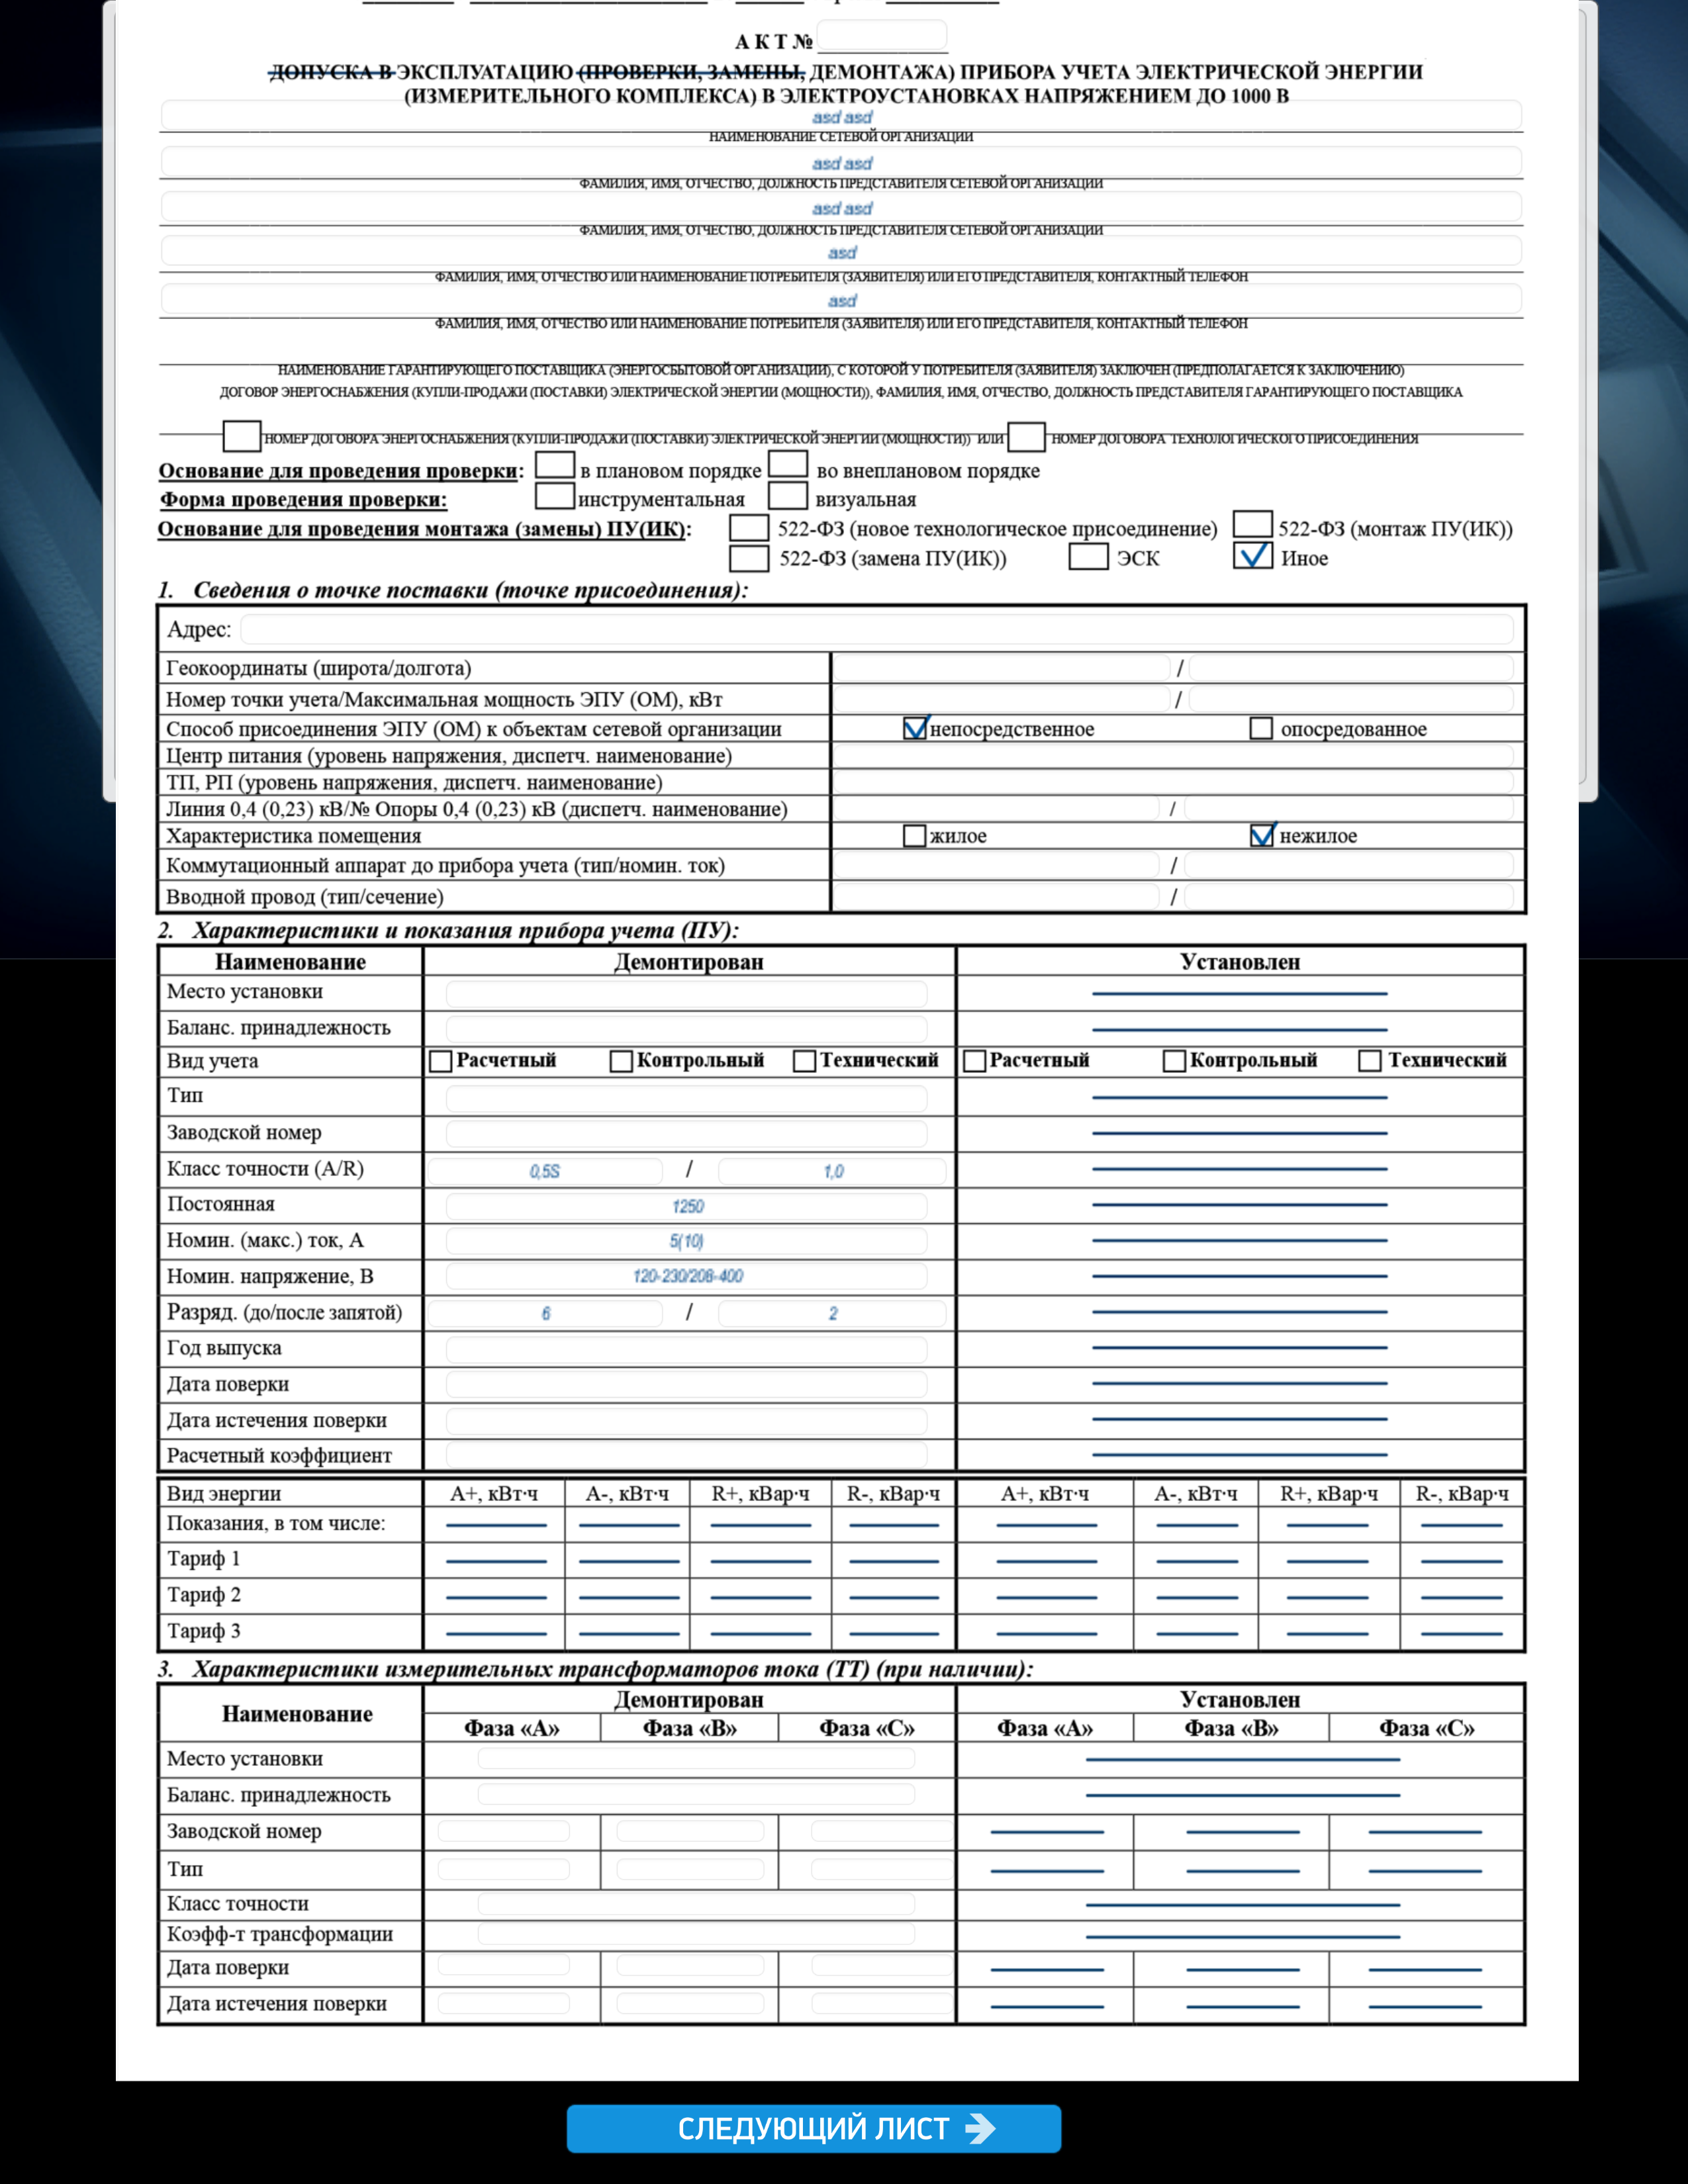 А К Т №
ДОПУСКА В ЭКСПЛУАТАЦИЮ (ПРОВЕРКИ, ЗАМЕНЫ, ДЕМОНТАЖА) ПРИБОРА УЧЕТА ЭЛЕКТРИЧЕСКОЙ ЭНЕРГИИ
(ИЗМЕРИТЕЛЬНОГО КОМПЛЕКСА) В ЭЛЕКТРОУСТАНОВКАХ НАПРЯЖЕНИЕМ ДО 1000 В
asd asd
НАИМЕНОВАНИЕ СЕТЕВОЙ ОРГАНИЗАЦИИ
asd asd
ФАМИЛИЯ, ИМЯ, ОТЧЕСТВО, ДОЛЖНОСТЬ ПРЕДСТАВИТЕЛЯ СЕТЕВОЙ ОРГАНИЗАЦИИ
asd asd
ФАМИЛИЯ, ИМЯ, ОТЧЕСТВО, ДОЛЖНОСТЬ ПРЕДСТАВИТЕЛЯ СЕТЕВОЙ ОРГАНИЗАЦИИ
asd
ФАМИЛИЯ, ИМЯ, ОТЧЕСТВО ИЛИ НАИМЕНОВАНИЕ ПОТРЕБИТЕЛЯ (ЗАЯВИТЕЛЯ) ИЛИ ЕГО ПРЕДСТАВИТЕЛЯ, КОНТАКТНЫЙ ТЕЛЕФОН
asd
ФАМИЛИЯ, ИМЯ, ОТЧЕСТВО ИЛИ НАИМЕНОВАНИЕ ПОТРЕБИТЕЛЯ (ЗАЯВИТЕЛЯ) ИЛИ ЕГО ПРЕДСТАВИТЕЛЯ, КОНТАКТНЫЙ ТЕЛЕФОН
НАИМЕНОВАНИЕ ГАРАНТИРУЮЩЕГО ПОСТАВЩИКА (ЭНЕРГОСБЫТОВОЙ ОРГАНИЗАЦИИ), С КОТОРОЙ У ПОТРЕБИТЕЛЯ (ЗАЯВИТЕЛЯ) ЗАКЛЮЧЕН (ПРЕДПОЛАГАЕТСЯ К ЗАКЛЮЧЕНИЮ)
ДОГОВОР ЭНЕРГОСНАБЖЕНИЯ (КУПЛИ-ПРОДАЖИ (ПОСТАВКИ) ЭЛЕКТРИЧЕСКОЙ ЭНЕРГИИ (МОЩНОСТИ)), ФАМИЛИЯ, ИМЯ, ОТЧЕСТВО, ДОЛЖНОСТЬ ПРЕДСТАВИТЕЛЯ ГАРАНТИРУЮЩЕГО ПОСТАВЩИКА
НОМЕР ДОГОВОРА ЭНЕРГОСНАБЖЕНИЯ (КУПЛИ-ПРОДАЖИ (ПОСТАВКИ) ЭЛЕКТРИЧЕСКОЙ ЭНЕРГИИ (МОЩНОСТИ)) ИЛИ НОМЕР ДОГОВОРА ТЕХНОЛОГИЧЕСКОГО ПРИСОЕДИНЕНИЯ
Основание для проведения проверки: в плановом порядке во внеплановом порядке
Форма проведения проверки: инструментальная визуальная
Основание для проведения монтажа (замены) ПУ(ИК): 522-ФЗ (новое технологическое присоединение) 522-ФЗ (монтаж ПУ(ИК))
522-ФЗ (замена ПУ(ИК)) ЭСК Иное
1. Сведения о точке поставки (точке присоединения):
Адрес:
Геокоординаты (широта/долгота) /
Номер точки учета/Максимальная мощность ЭПУ (ОМ), кВт /
Способ присоединения ЭПУ (ОМ) к объектам сетевой организации непосредственное опосредованное
Центр питания (уровень напряжения, диспетч. наименование)
ТП, РП (уровень напряжения, диспетч. наименование)
Линия 0,4 (0,23) кВ/№ Опоры 0,4 (0,23) кВ (диспетч. наименование) /
Характеристика помещения жилое нежилое
Коммутационный аппарат до прибора учета (тип/номин. ток) /
Вводной провод (тип/сечение) /
2. Характеристики и показания прибора учета (ПУ):
Наименование Демонтирован Установлен
Место установки
Баланс. принадлежность
Вид учета Расчетный Контрольный Технический Расчетный Контрольный Технический
Тип
Заводской номер
Класс точности (A/R) 0,5S / 1,0
Постоянная 1250
Номин. (макс.) ток, А 5(10)
Номин. напряжение, В 120-230/208-400
Разряд. (до/после запятой) 6 / 2
Год выпуска
Дата поверки
Дата истечения поверки
Расчетный коэффициент
Вид энергии А+, кВт·ч А-, кВт·ч R+, кВар·ч R-, кВар·ч А+, кВт·ч А-, кВт·ч R+, кВар·ч R-, кВар·ч
Показания, в том числе:
Тариф 1
Тариф 2
Тариф 3
3. Характеристики измерительных трансформаторов тока (ТТ) (при наличии):
Наименование Демонтирован Установлен
Фаза «А» Фаза «В» Фаза «С» Фаза «А» Фаза «В» Фаза «С»
Место установки
Баланс. принадлежность
Заводской номер
Тип
Класс точности
Коэфф-т трансформации
Дата поверки
Дата истечения поверки
СЛЕДУЮЩИЙ ЛИСТ